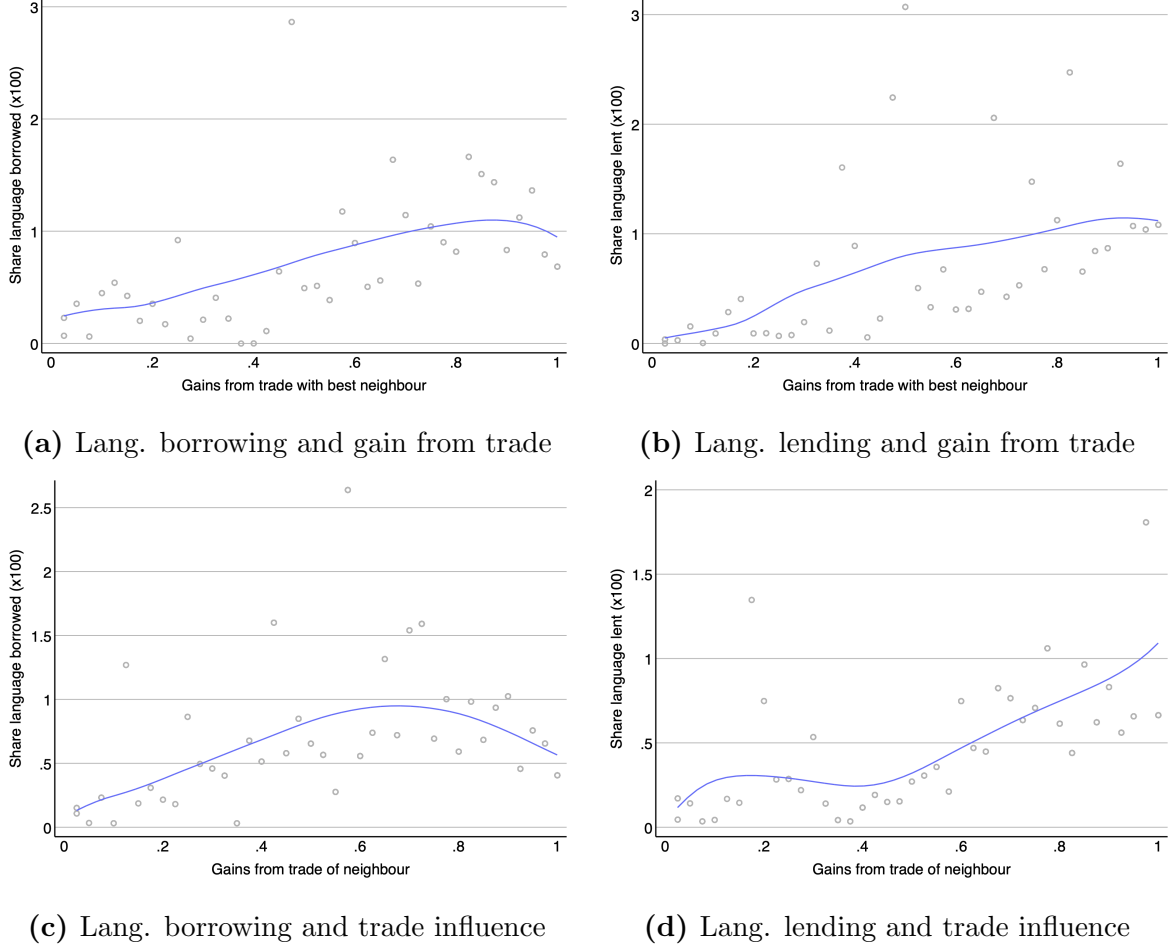 Share language borrowed (x100)
3
2
1
0
0 .2 .4 .6 .8 1
Gains from trade with best neighbour
(a) Lang. borrowing and gain from trade
Share language lent (x100)
3
2
1
0
0 .2 .4 .6 .8 1
Gains from trade with best neighbour
(b) Lang. lending and gain from trade
Share language borrowed (x100)
2.5
2
1.5
1
.5
0
0 .2 .4 .6 .8 1
Gains from trade of neighbour
(c) Lang. borrowing and trade influence
Share language lent (x100)
2
1.5
1
.5
0
0 .2 .4 .6 .8 1
Gains from trade of neighbour
(d) Lang. lending and trade influence